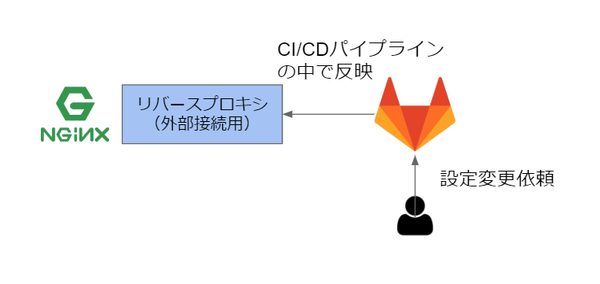 CI/CDパイプライン
の中で反映
リバースプロキシ
（外部接続用）
NGiNX
設定変更依頼